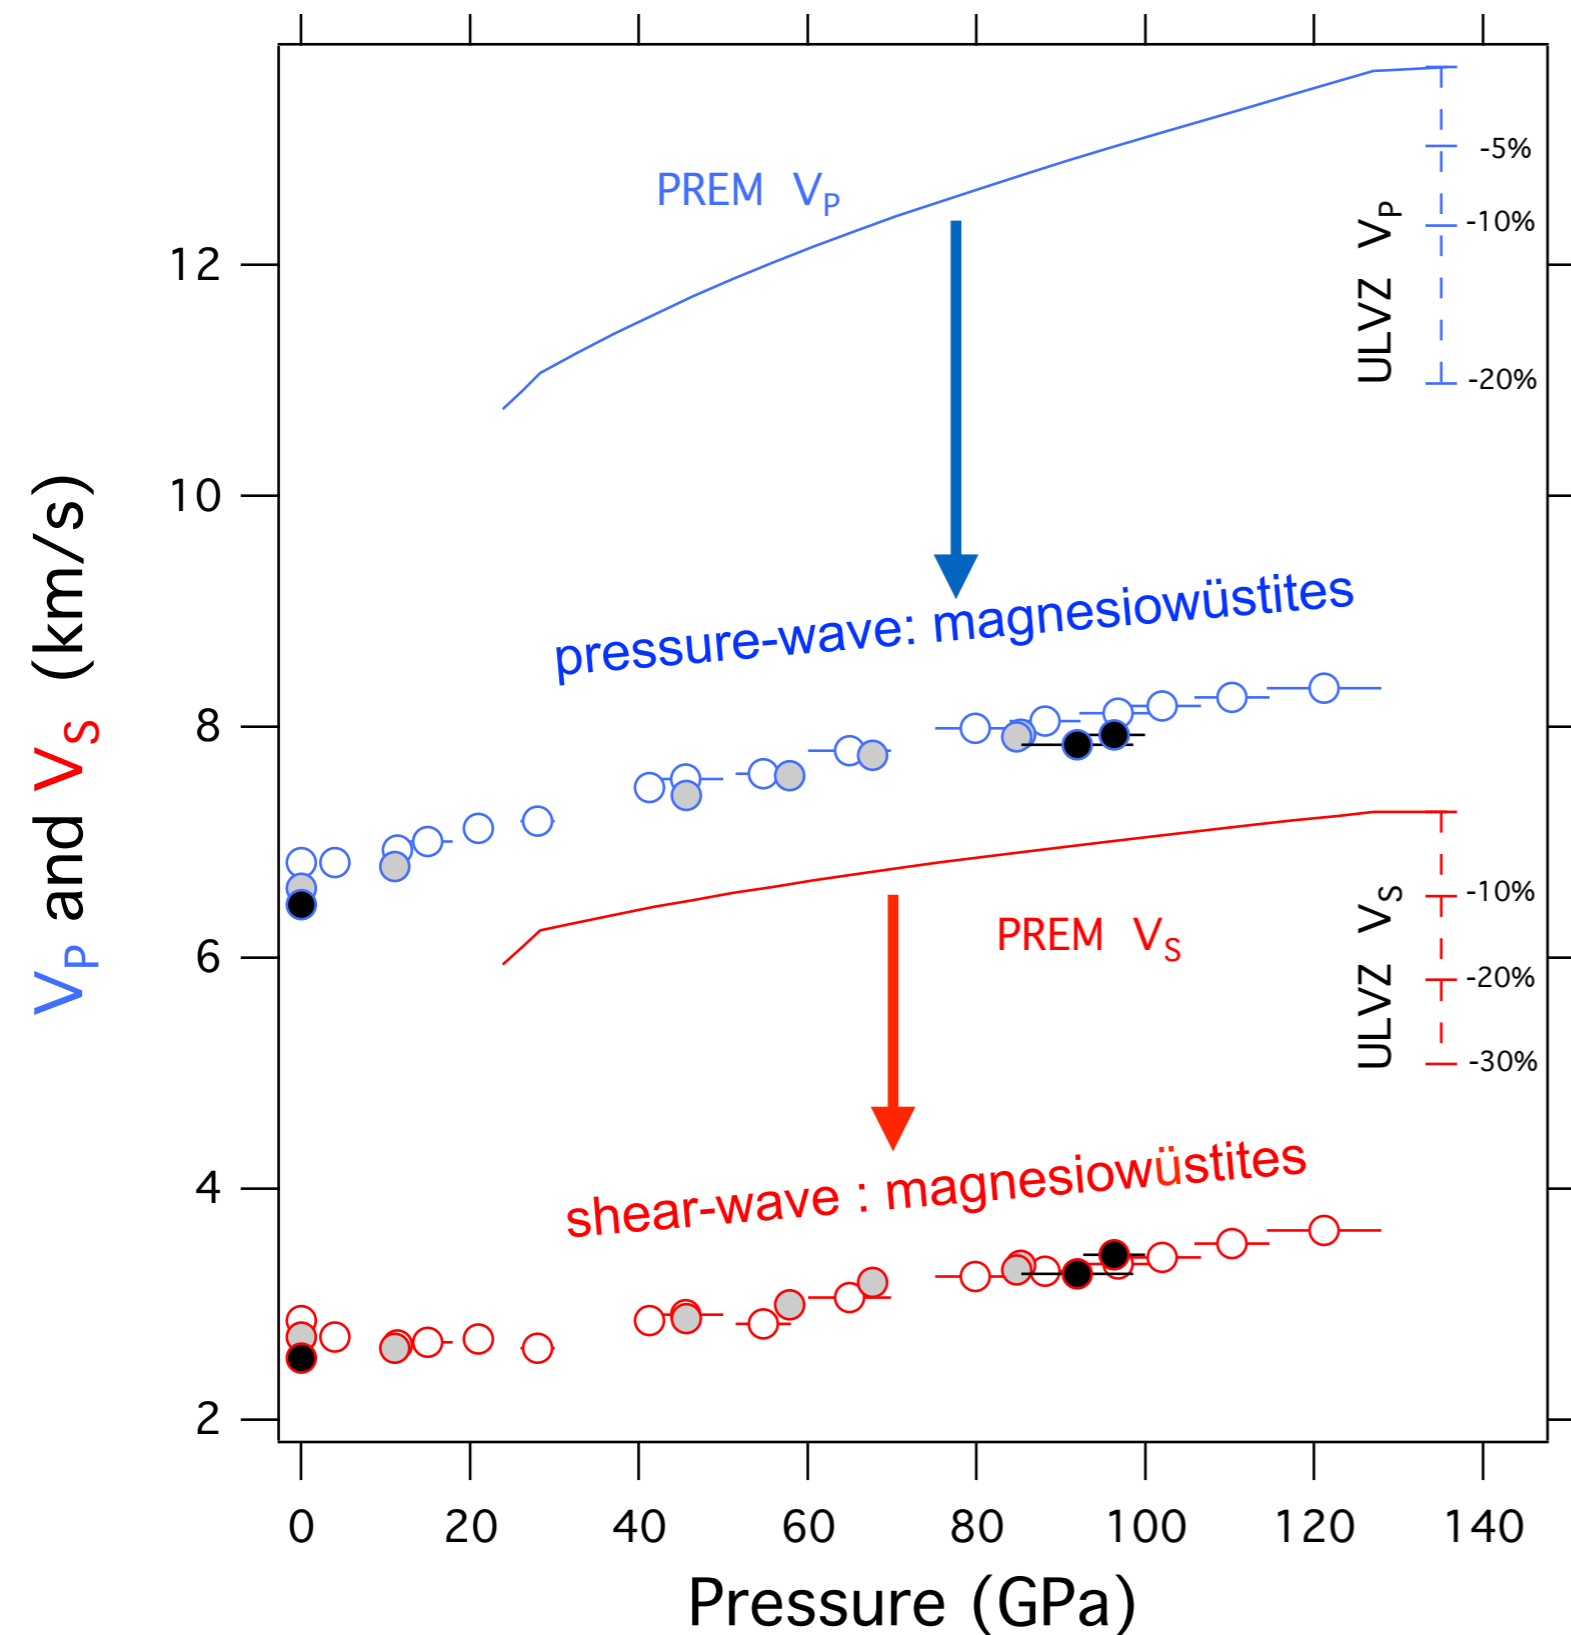 PREM VP
-5%
-10%
-20%
ULVZ VP
12
10
8
6
4
2
VP and VS (km/s)
pressure-wave: magnesiowüstites
PREM VS
-10%
-20%
-30%
ULVZ VS
shear-wave : magnesiowüstites
0 20 40 60 80 100 120 140
Pressure (GPa)